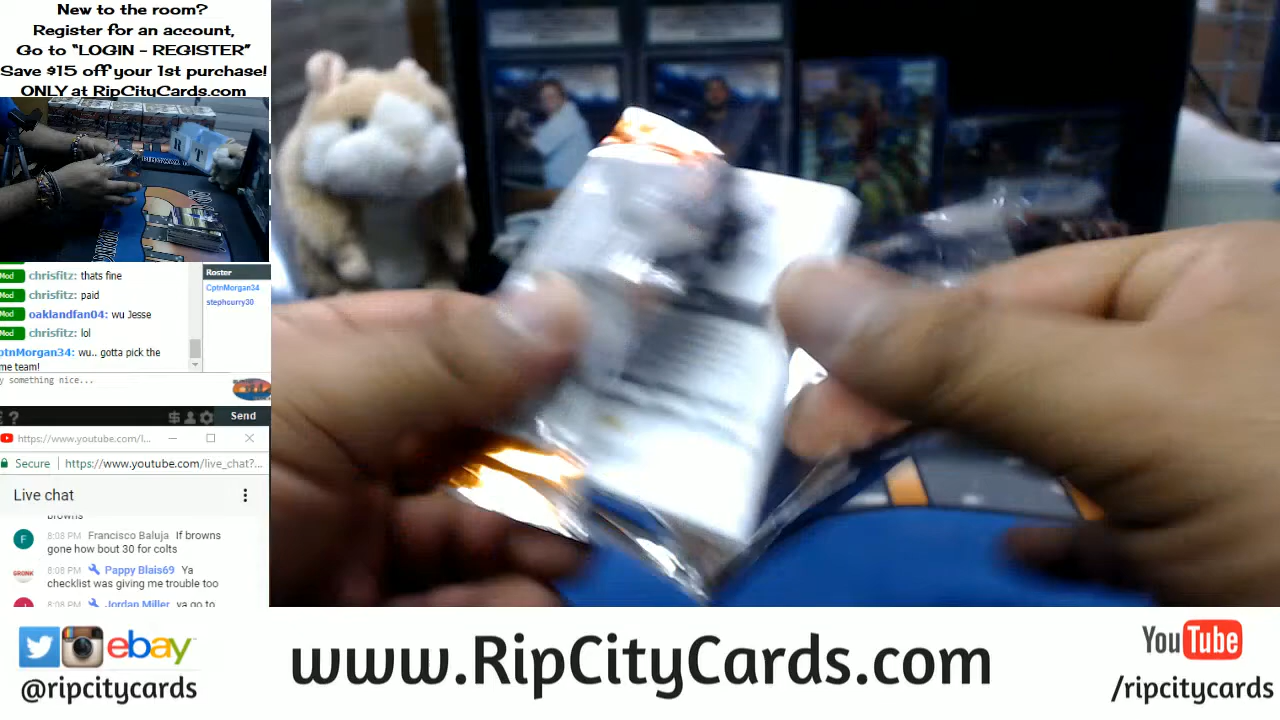 New to the room?
Register for an account,
Go to “LOGIN - REGISTER”
Save $15 off your 1st purchase!
ONLY at RipCityCards.com
Mod chrisfitz: thats fine
Mod chrisfitz: paid
Mod oaklandfan04: wu Jesse
Mod chrisfitz: lol
ptnMorgan34: wu.. gotta pick the
me team!
y something nice...
Roster
CptnMorgan34
stephcurry30
Send
https://www.youtube.com/l...
Secure https://www.youtube.com/live_chat?...
Live chat
browns
F 8:08 PM Francisco Baluja If browns
gone how bout 30 for colts
GRONK 8:08 PM Pappy Blais69 Ya
checklist was giving me trouble too
8:08 PM Jordan Miller ya go to
ebay
@ripcitycards
www.RipCityCards.com
YouTube
/ripcitycards